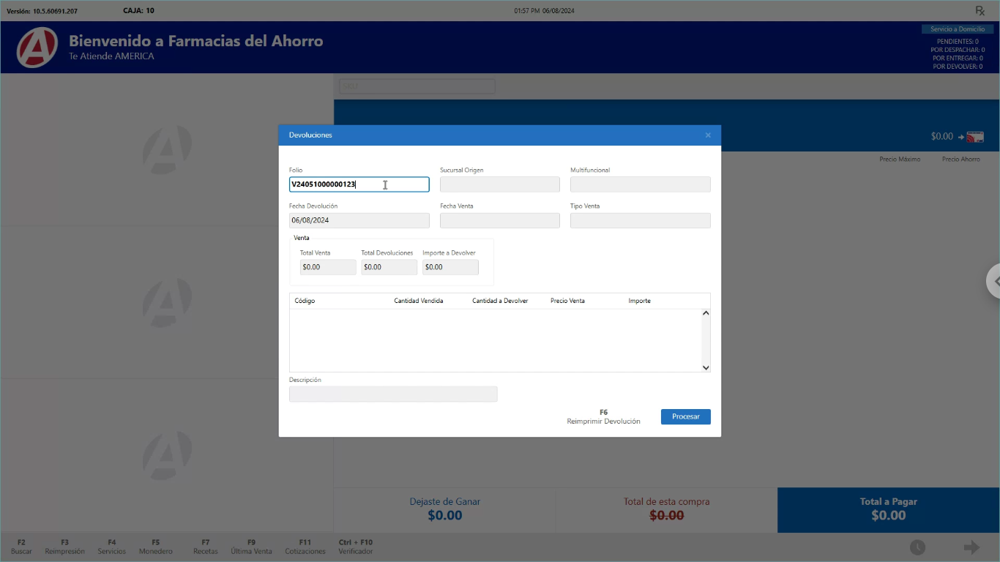 Versión: 10.5.60691.207
CAJA: 10
01:57 PM 06/08/2024
Bienvenido a Farmacias del Ahorro
Te Atiende AMERICA
Servicio a Domicilio
PENDIENTES: 0
POR DESPACHAR: 0
POR ENTREGAR: 0
POR DEVOLVER: 0
SKU
$0.00
Precio Máximo
Precio Ahorro
Devoluciones
Folio
Sucursal Origen
Multifuncional
V24051000000123
Fecha Devolución
Fecha Venta
Tipo Venta
06/08/2024
Venta
Total Venta
Total Devoluciones
Importe a Devolver
$0.00
$0.00
$0.00
Código
Cantidad Vendida
Cantidad a Devolver
Precio Venta
Importe
Descripción
F6
Reimprimir Devolución
Procesar
Dejaste de Ganar
$0.00
Total de esta compra
$0.00
Total a Pagar
$0.00
F2
Buscar
F3
Reimpresión
F4
Servicios
F5
Monedero
F7
Recetas
F9
Última Venta
F11
Cotizaciones
Ctrl + F10
Verificador